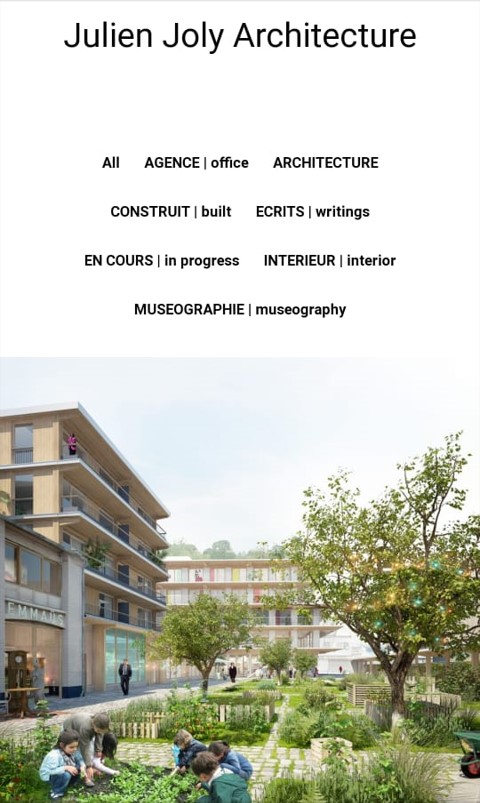 Julien Joly Architecture
All AGENCE | office ARCHITECTURE
CONSTRUIT | built ECRITS | writings
EN COURS | in progress INTERIEUR | interior
MUSEOGRAPHIE | museography
EMMAÜS